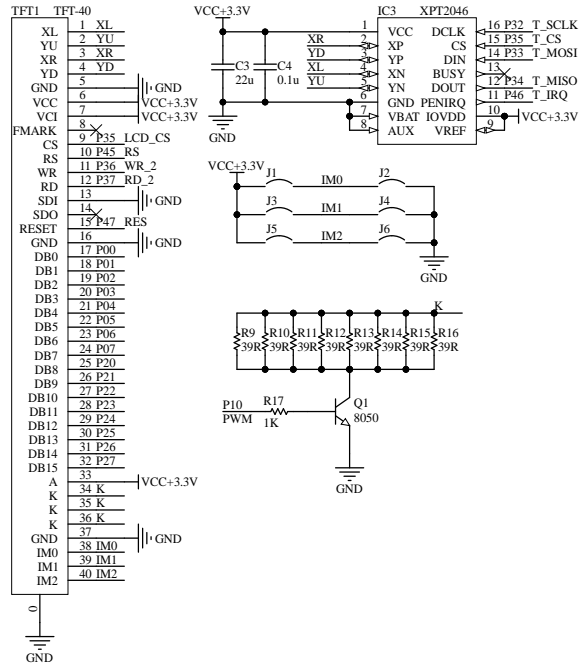 TFT1 TFT-40
XL 1 XL
YU 2 YU
XR 3 XR
YD 4 YD
GND 5 GND
VCC 6 VCC+3.3V
VCI 7 VCC+3.3V
FMARK 8
CS 9 P35 LCD_CS
RS 10 P45 RS
WR 11 P36 WR_2
RD 12 P37 RD_2
SDI 13 GND
SDO 14
RESET 15 P47 RES
GND 16 GND
DB0 17 P00
DB1 18 P01
DB2 19 P02
DB3 20 P03
DB4 21 P04
DB5 22 P05
DB6 23 P06
DB7 24 P07
DB8 25 P20
DB9 26 P21
DB10 27 P22
DB11 28 P23
DB12 29 P24
DB13 30 P25
DB14 31 P26
DB15 32 P27
A 33 VCC+3.3V
K 34 K
K 35 K
K 36 K
GND 37 GND
IM0 38 IM0
IM1 39 IM1
IM2 40 IM2
0
GND
VCC+3.3V
C3
22u
C4
0.1u
GND
IC3 XPT2046
1 VCC DCLK 16 P32 T_SCLK
XR 2 XP CS 15 P35 T_CS
YD 3 YP DIN 14 P33 T_MOSI
XL 4 XN BUSY 13
YU 5 YN DOUT 12 P34 T_MISO
6 GND PENIRQ 11 P46 T_IRQ
7 VBAT IOVDD 10 VCC+3.3V
8 AUX VREF 9
VCC+3.3V
J1 IM0 J2
J3 IM1 J4
J5 IM2 J6
GND
K
R9 R10 R11 R12 R13 R14 R15 R16
39R 39R 39R 39R 39R 39R 39R 39R
P10 R17 Q1
PWM 1K 8050
GND